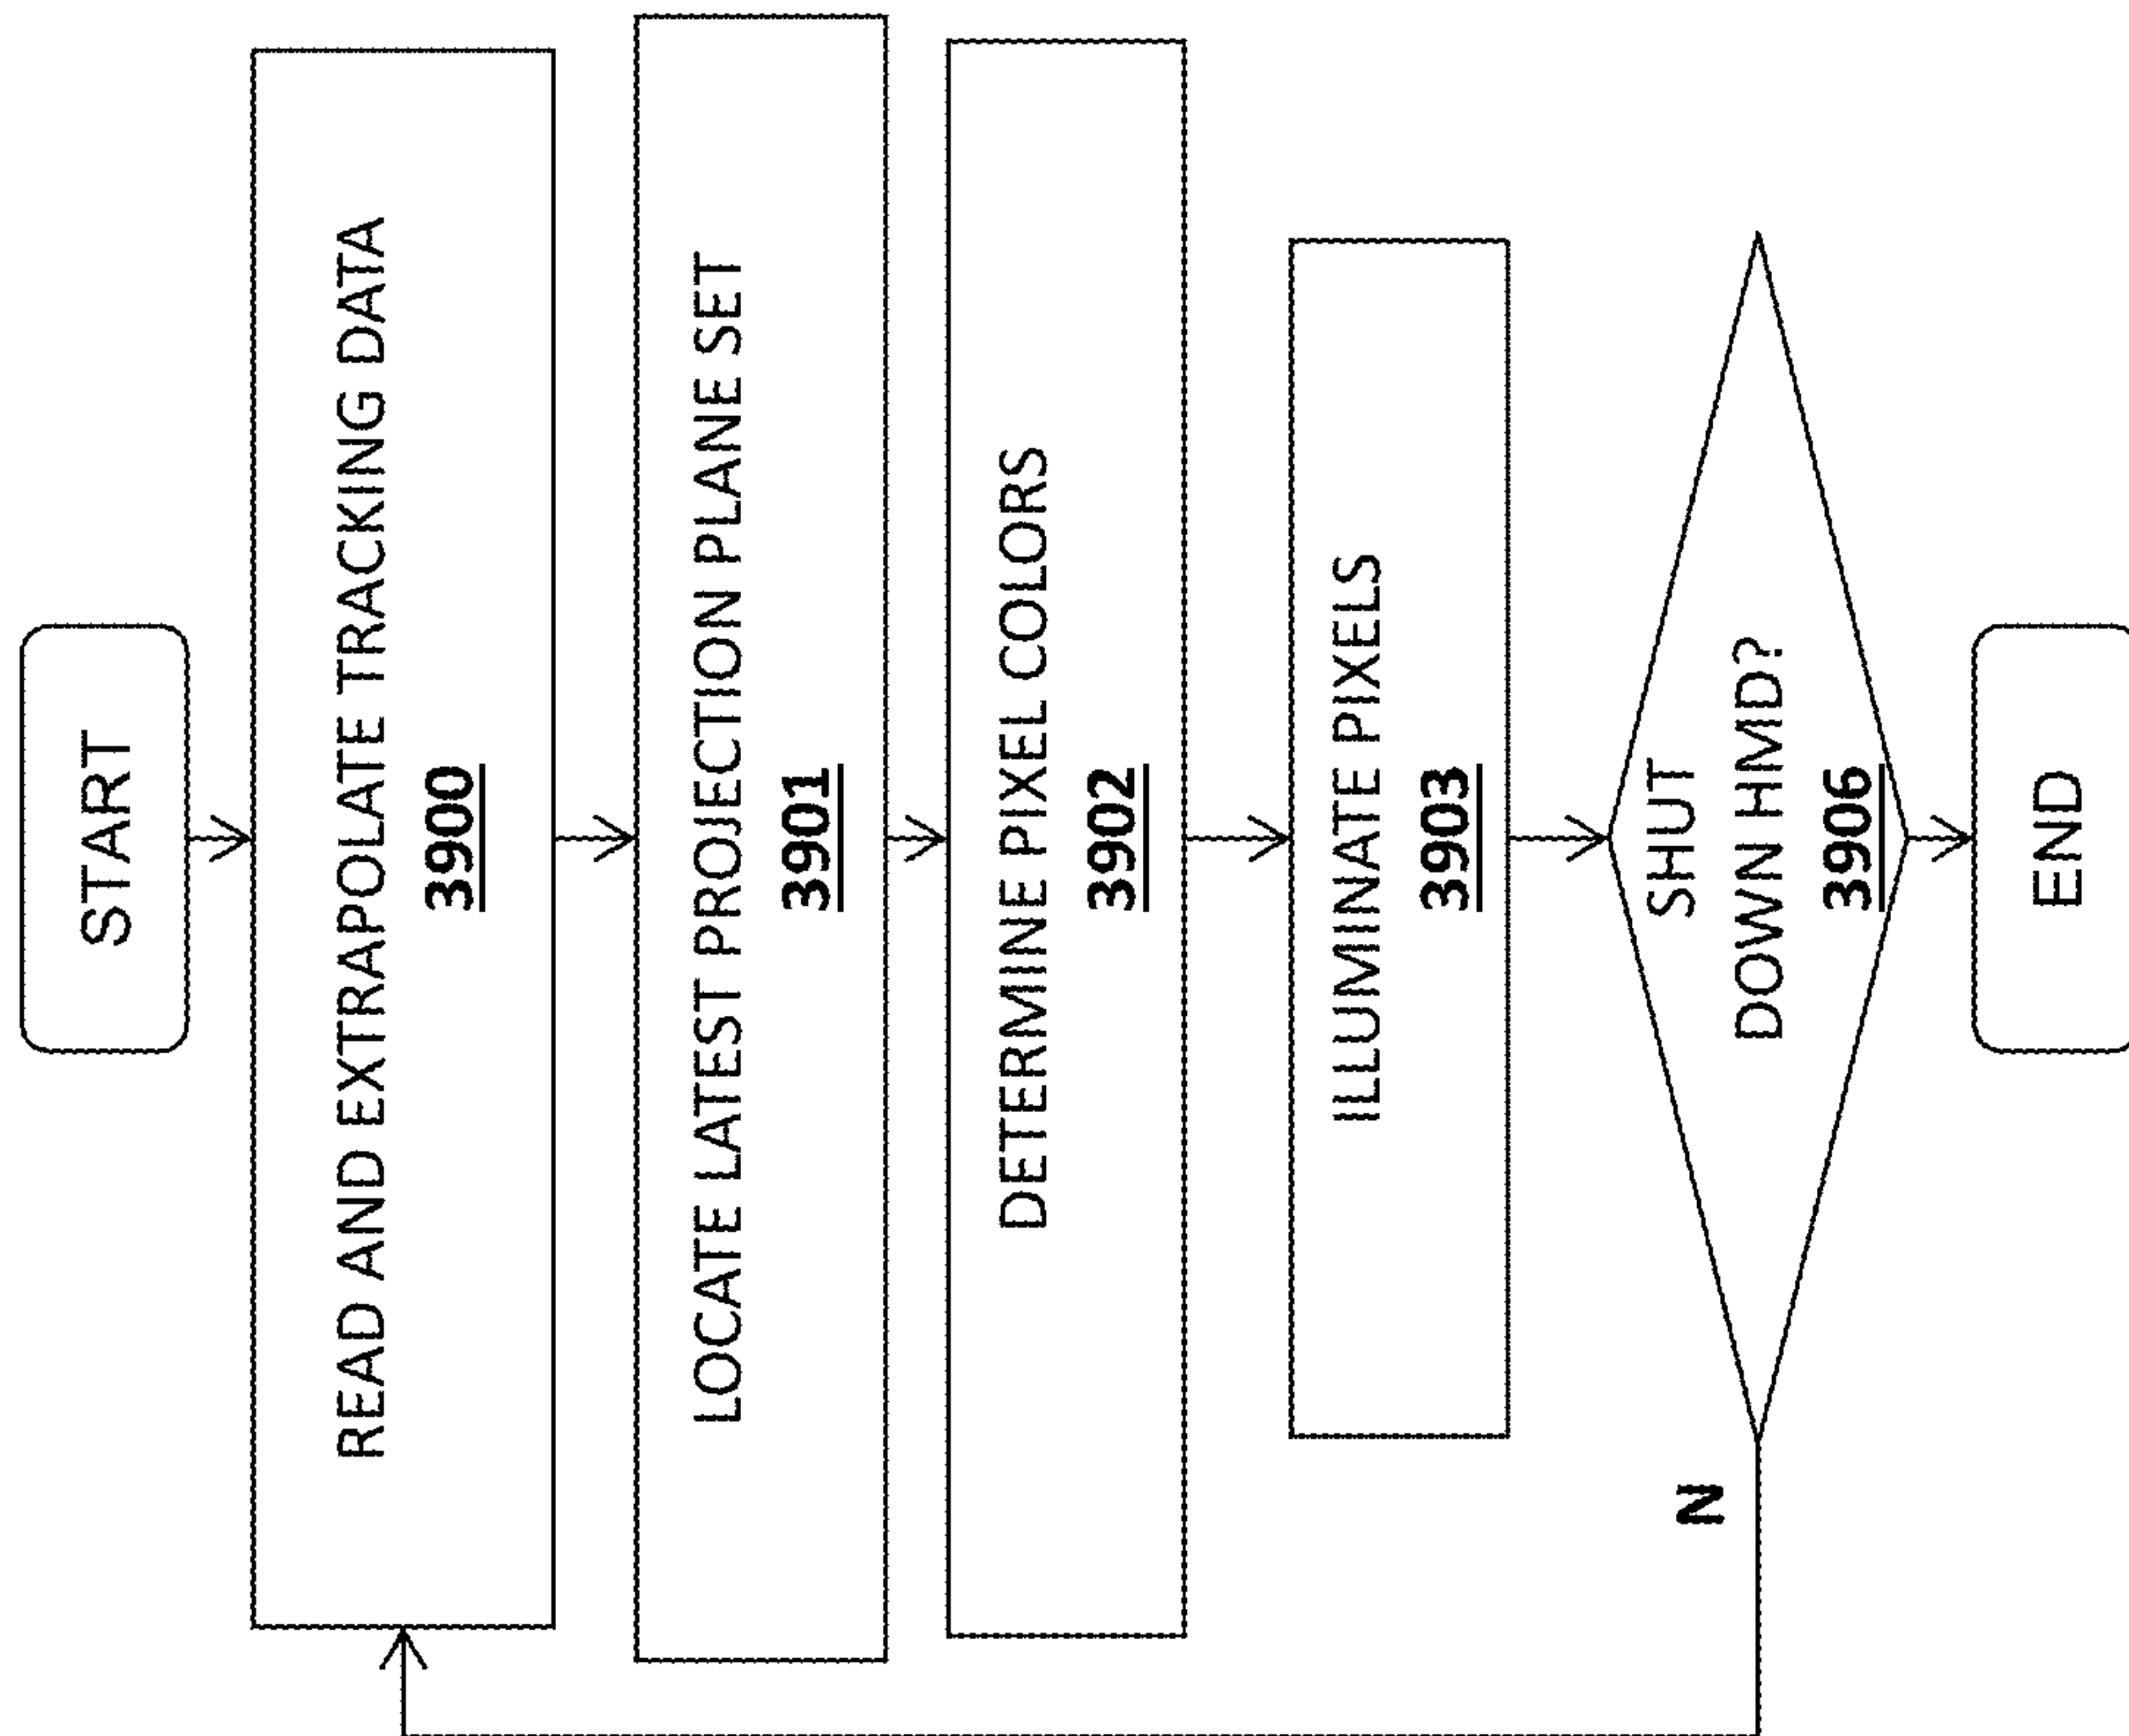 START
READ AND EXTRAPOLATE TRACKING DATA
3900
LOCATE LATEST PROJECTION PLANE SET
3901
DETERMINE PIXEL COLORS
3902
ILLUMINATE PIXELS
3903
SHUT
DOWN HMD?
3906
N
END